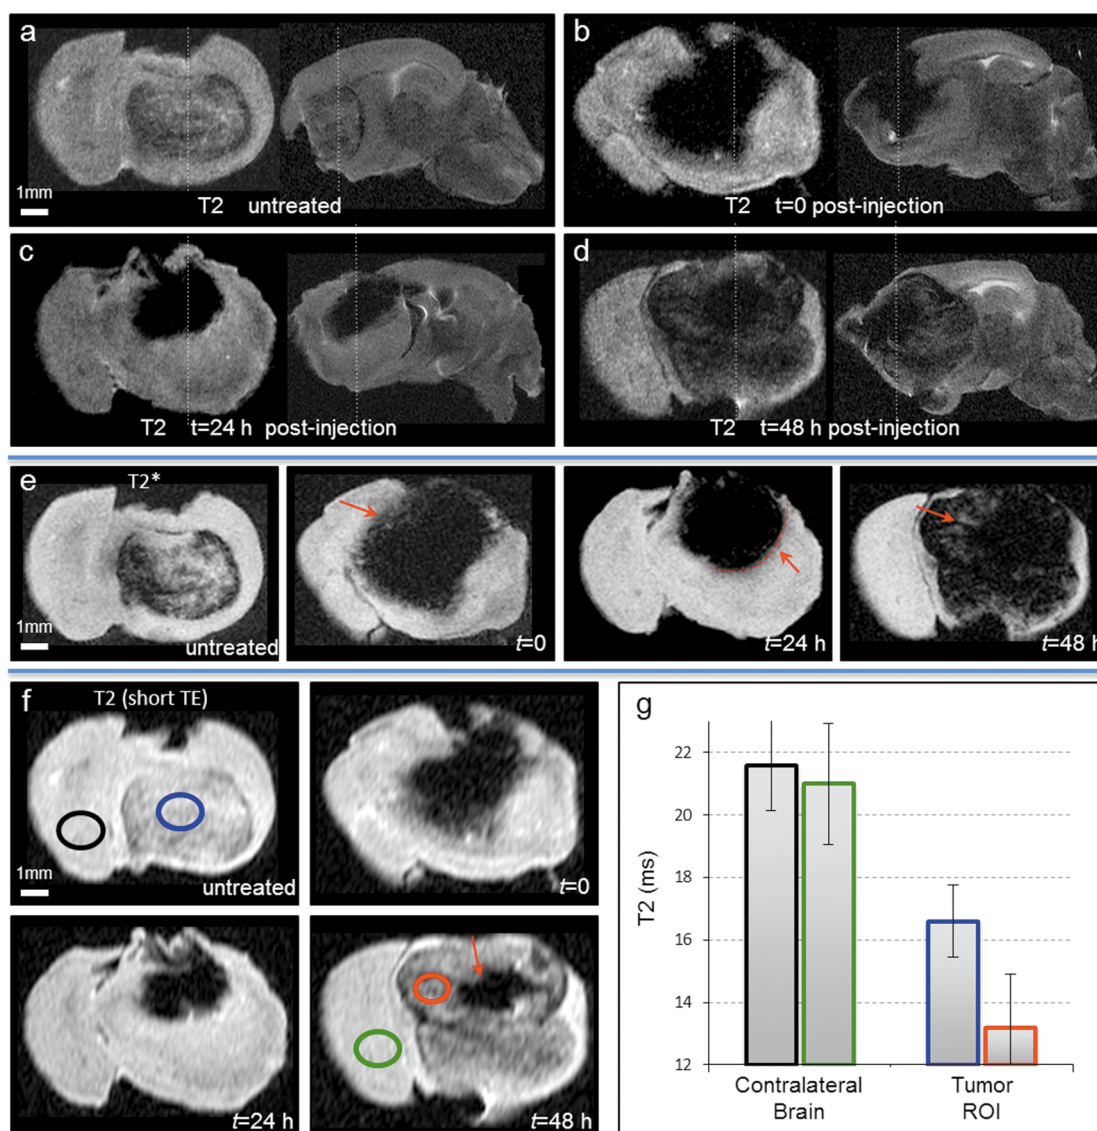 a
1mm
T2 untreated
b
T2 t=0 post-injection
c
T2 t=24 h post-injection
d
T2 t=48 h post-injection
e
T2*
1mm
untreated
t=0
t=24 h
t=48 h
f
T2 (short TE)
1mm
untreated
t=0
t=24 h
t=48 h
g
T2 (ms)
22
20
18
16
14
12
Contralateral
Brain
Tumor
ROI